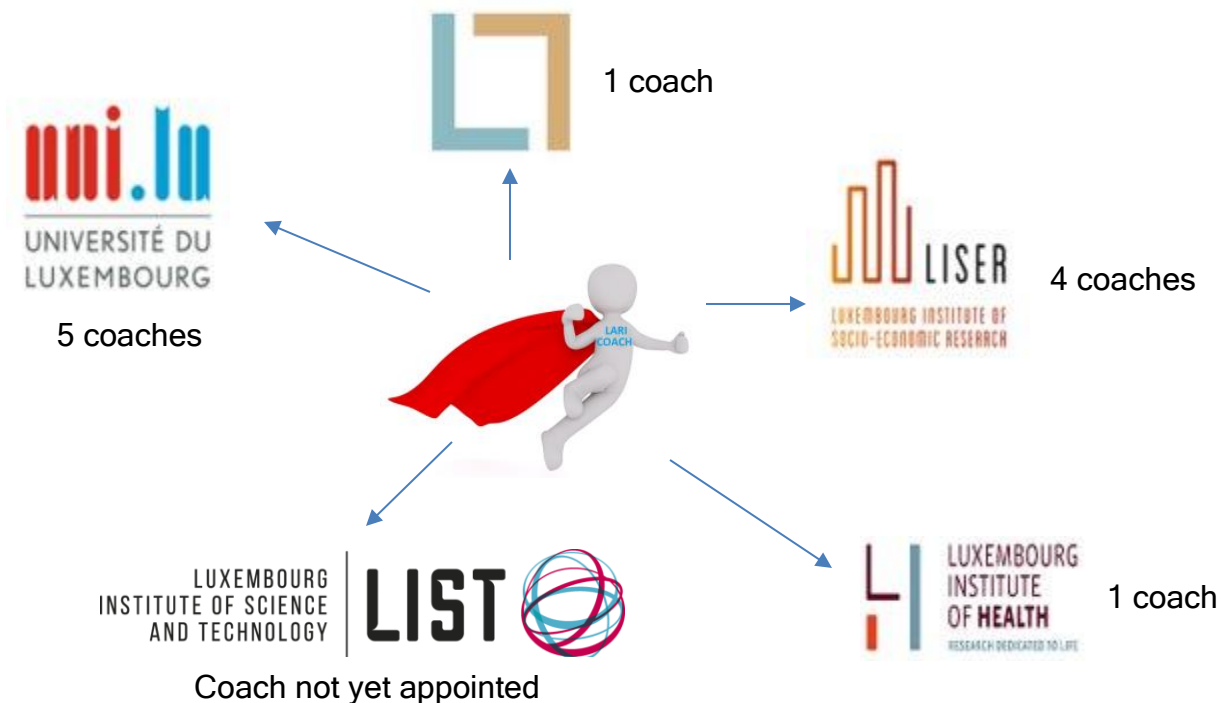 1 coach
uni.lu
UNIVERSITÉ DU
LUXEMBOURG
5 coaches
LISER
LUXEMBOURG INSTITUTE OF
SOCIO-ECONOMIC RESEARCH
4 coaches
LARI
COACH
LUXEMBOURG
INSTITUTE OF SCIENCE
AND TECHNOLOGY
LIST
Coach not yet appointed
LUXEMBOURG
INSTITUTE
OF HEALTH
RESEARCH DEDICATED TO LIFE
1 coach